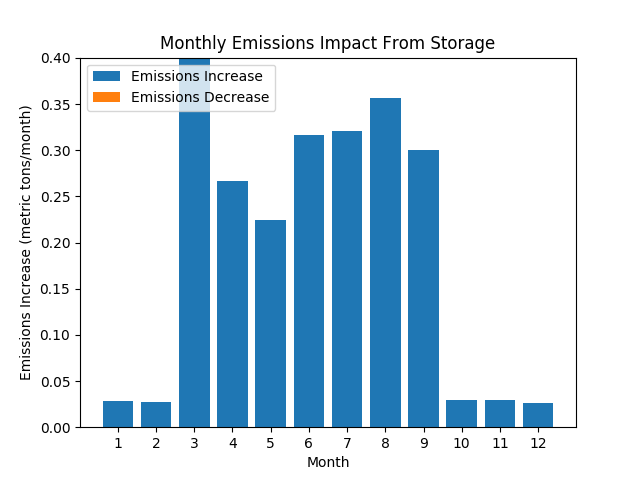 Monthly Emissions Impact From Storage
Emissions Increase
Emissions Decrease
Emissions Increase (metric tons/month)
0.40
0.35
0.30
0.25
0.20
0.15
0.10
0.05
0.00
1 2 3 4 5 6 7 8 9 10 11 12
Month